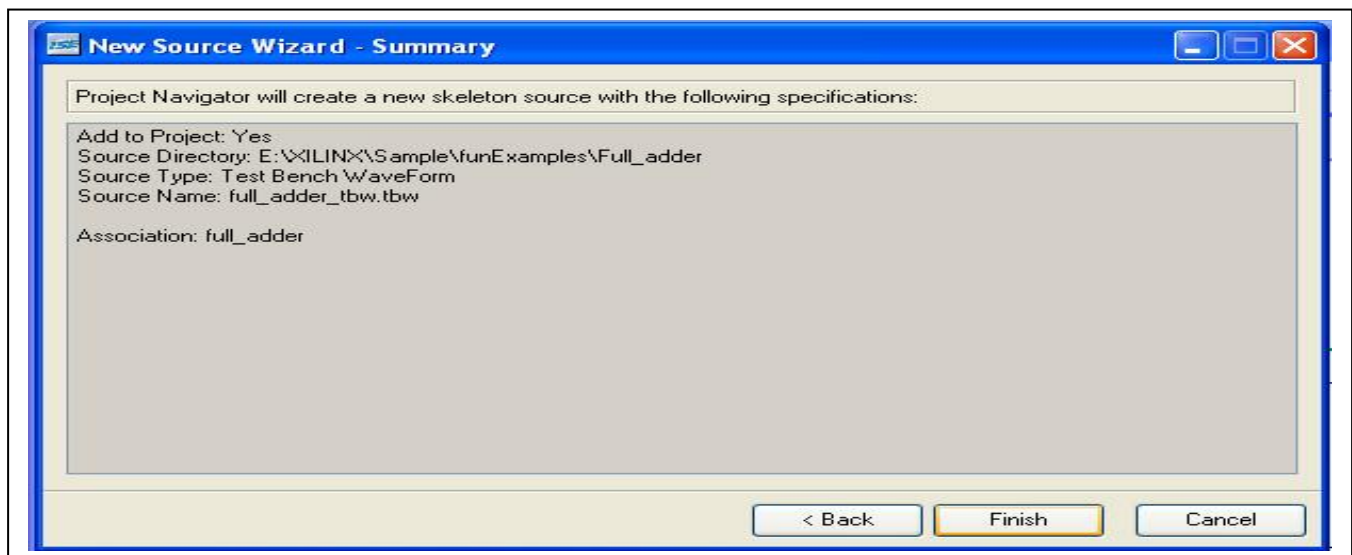 New Source Wizard - Summary
Project Navigator will create a new skeleton source with the following specifications:
Add to Project: Yes
Source Directory: E:\XILINX\Sample\funExamples\Full_adder
Source Type: Test Bench WaveForm
Source Name: full_adder_tbw.tbw
Association: full_adder
< Back
Finish
Cancel